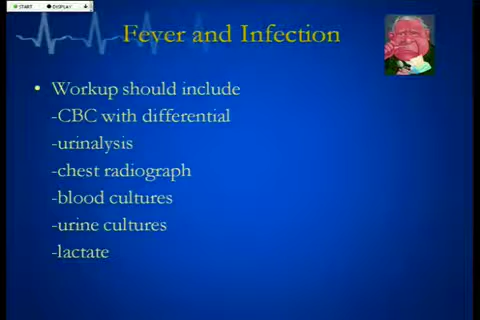 START DISPLAY
Fever and Infection
• Workup should include
-CBC with differential
-urinalysis
-chest radiograph
-blood cultures
-urine cultures
-lactate